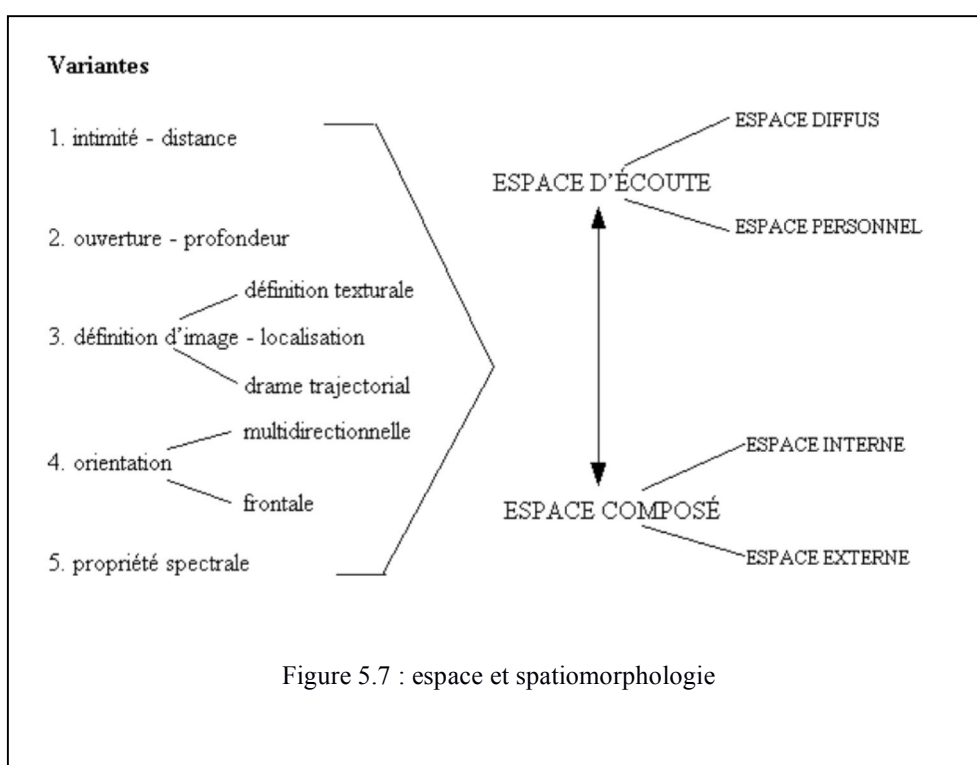 Variantes
1. intimité - distance
2. ouverture - profondeur
définition texturale
3. définition d'image - localisation
drame trajectorial
multidirectionnelle
4. orientation
frontale
5. propriété spectrale
ESPACE DIFFUS
ESPACE D'ÉCOUTE
ESPACE PERSONNEL
ESPACE INTERNE
ESPACE COMPOSÉ
ESPACE EXTERNE
Figure 5.7 : espace et spatiomorphologie